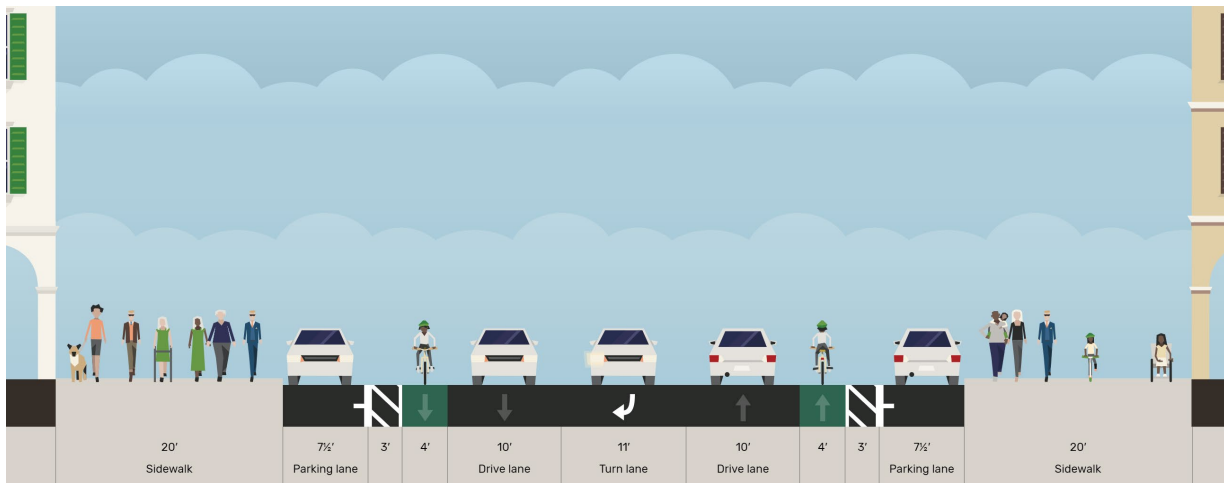 20′
Sidewalk
7½′
Parking lane
3′
4′
10′
Drive lane
11′
Turn lane
10′
Drive lane
4′
3′
7½′
Parking lane
20′
Sidewalk